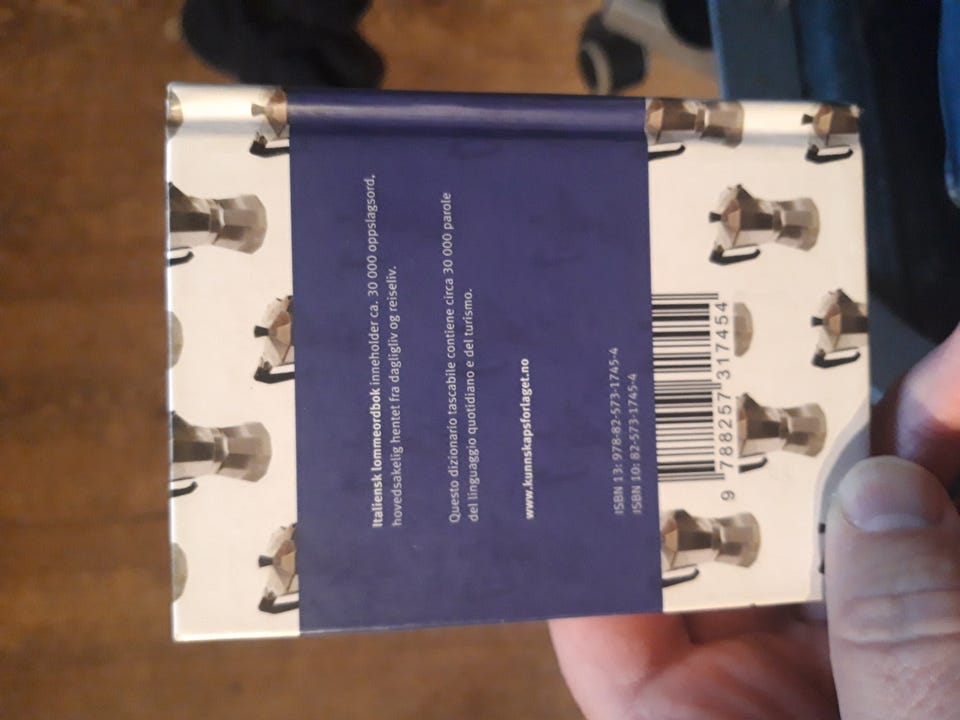 Italiensk lommeordbok inneholder ca. 30 000 oppslagsord,
hovedsakelig hentet fra dagligliv og reiseliv.
Questo dizionario tascabile contiene circa 30 000 parole
del linguaggio quotidiano e del turismo.
www.kunnskapsforlaget.no
ISBN 13: 978-82-573-1745-4
ISBN 10: 82-573-1745-4
9 788257 317454